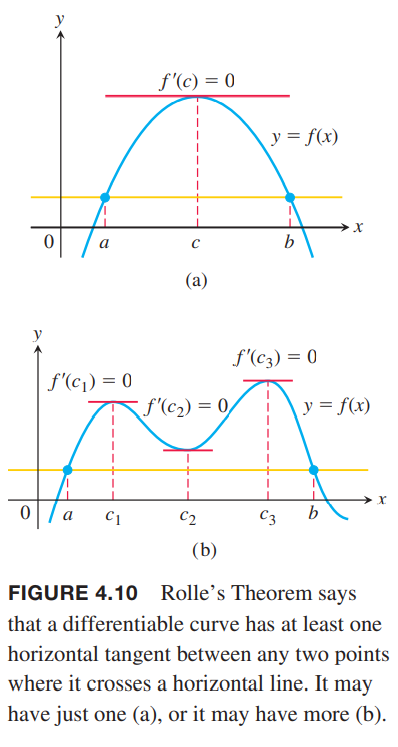 y
f′(c) = 0
y = f(x)
0 a c b x
(a)
y
f′(c₃) = 0
f′(c₁) = 0
f′(c₂) = 0
y = f(x)
0 a c₁ c₂ c₃ b x
(b)
FIGURE 4.10 Rolle’s Theorem says
that a differentiable curve has at least one
horizontal tangent between any two points
where it crosses a horizontal line. It may
have just one (a), or it may have more (b).